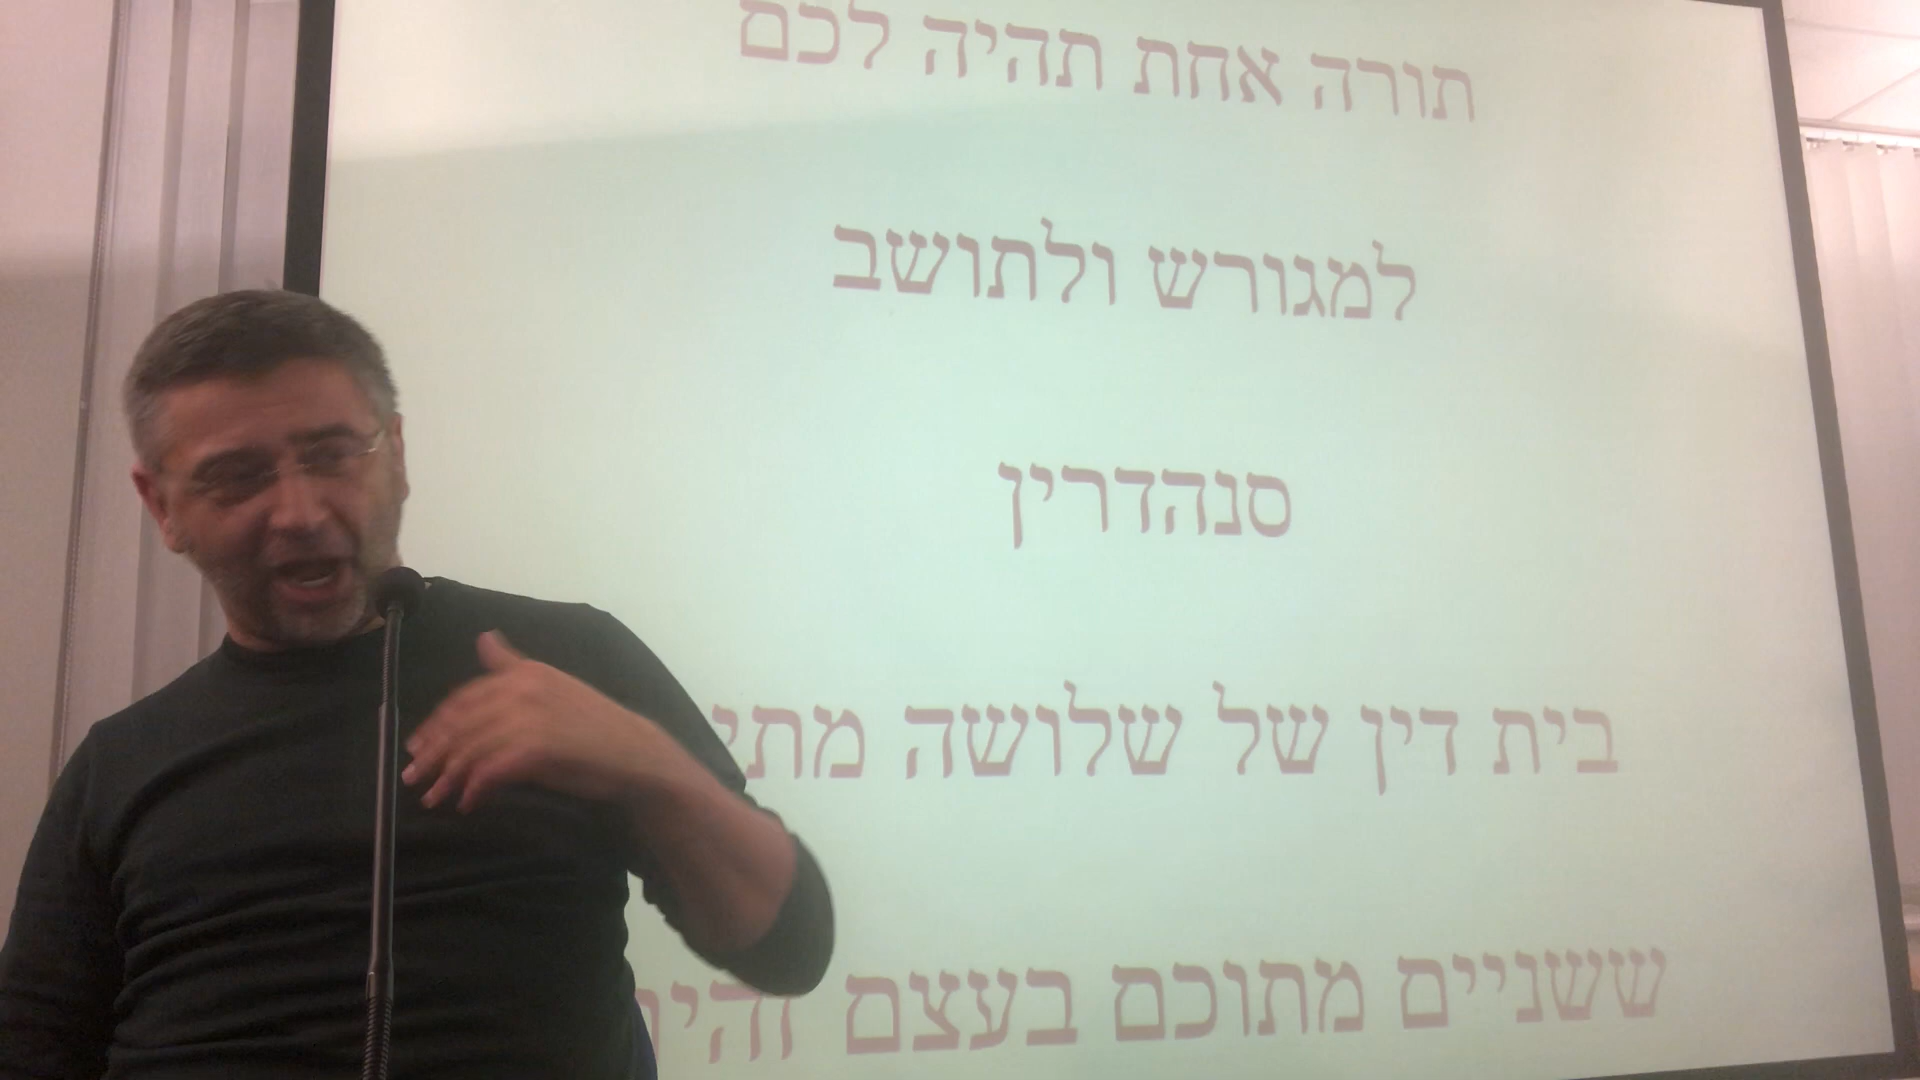 תורה אחת תהיה לכם
למגורש ולתושב
סנהדרין
בית דין של שלושה
ששניים מתוכם בעצם